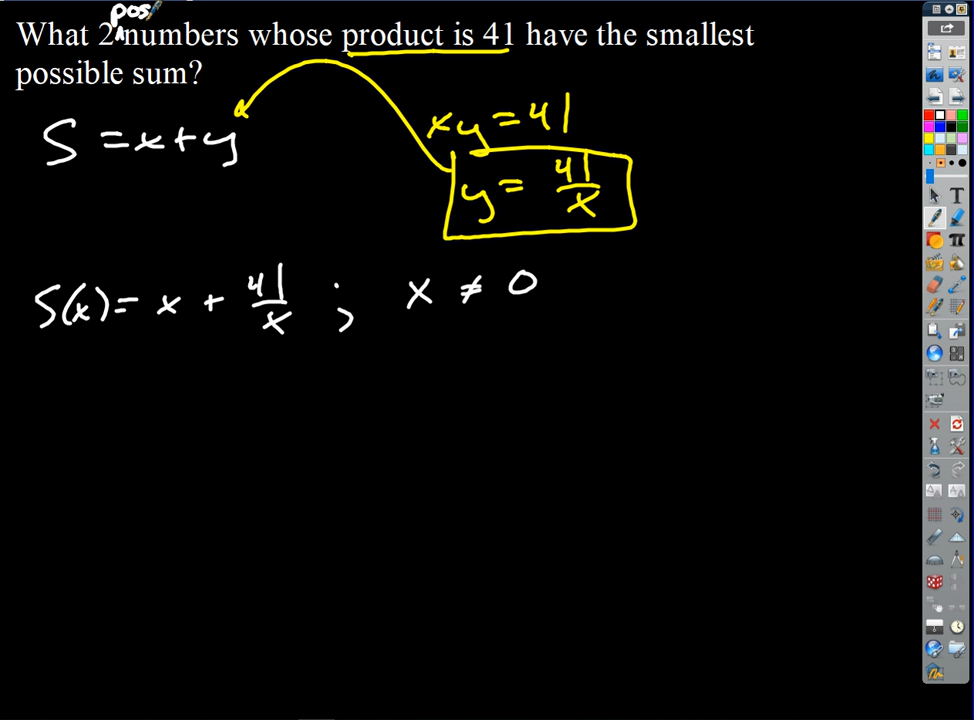 pos
What 2 numbers whose product is 41 have the smallest
possible sum?
S = x + y
xy = 41
y = 41/x
S(x) = x + 41/x ; x ≠ 0